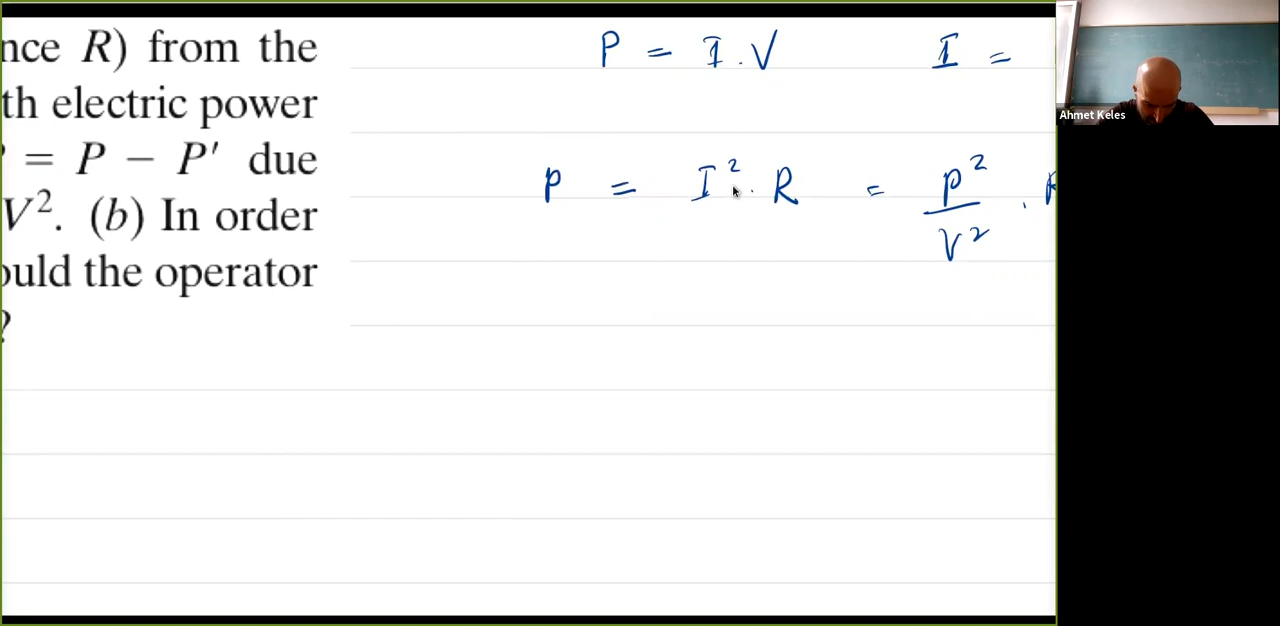 nce R) from the
th electric power
= P − P′ due
V². (b) In order
ould the operator
?
P = I . V I =
P = I² . R = P² / V² .
Ahmet Keles